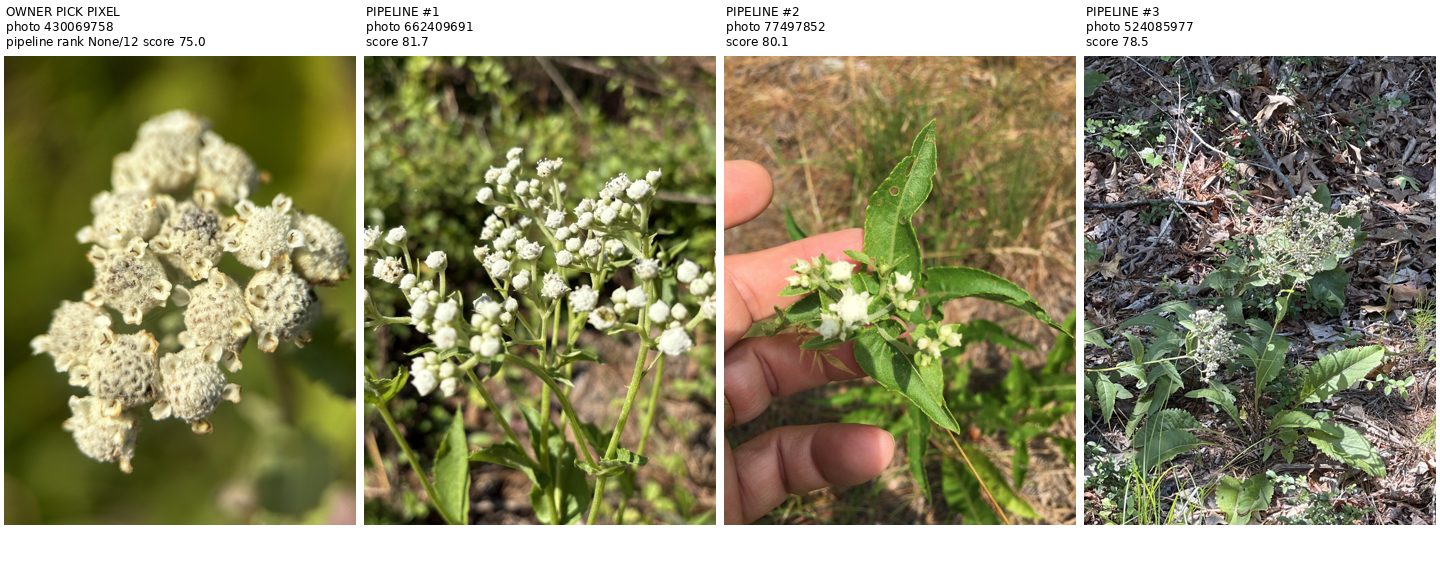 OWNER PICK PIXEL
photo 430069758
pipeline rank None/12 score 75.0
PIPELINE #1
photo 662409691
score 81.7
PIPELINE #2
photo 77497852
score 80.1
PIPELINE #3
photo 524085977
score 78.5